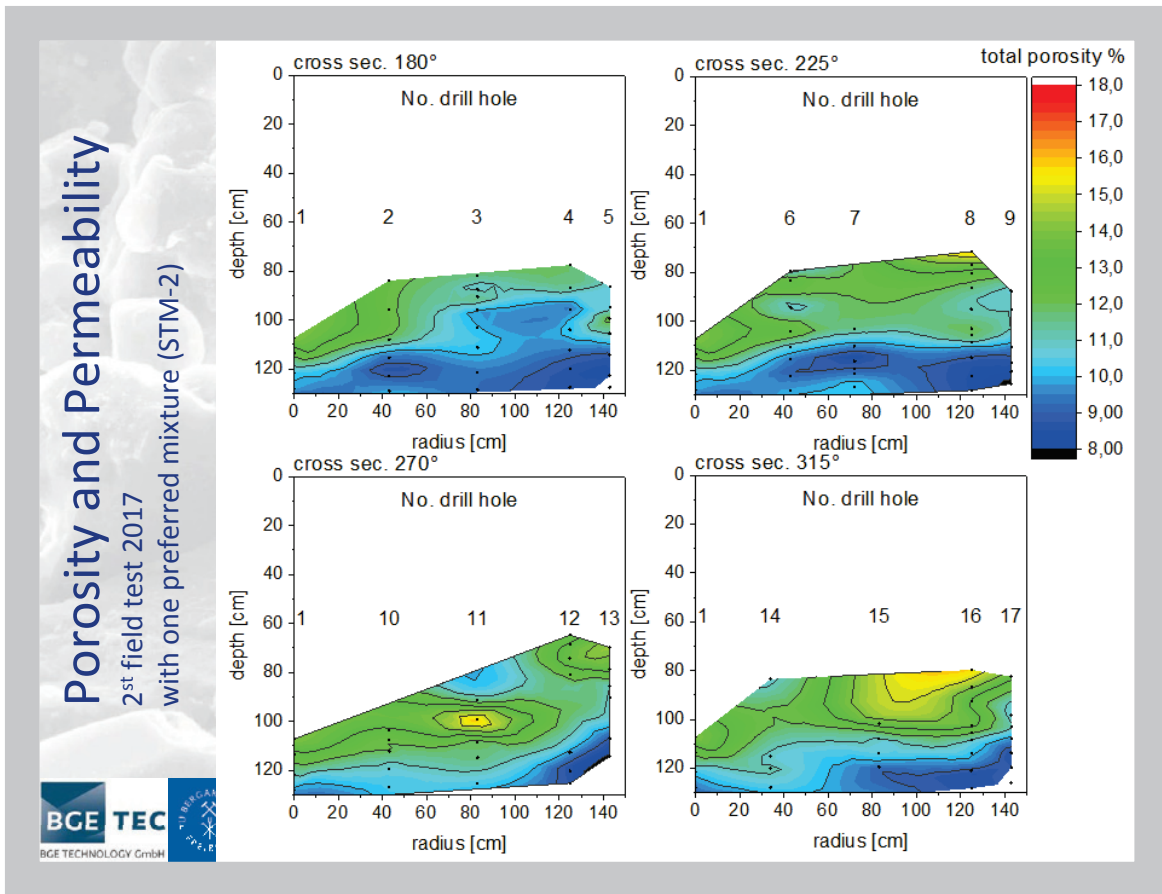 Porosity and Permeability
2st field test 2017
with one preferred mixture (STM-2)
BGE TEC
BGE TECHNOLOGY GmbH
cross sec. 180°
No. drill hole
0
20
40
60
80
100
120
depth [cm]
1 2 3 4 5
0 20 40 60 80 100 120 140
radius [cm]
cross sec. 225°
No. drill hole
0
20
40
60
80
100
120
depth [cm]
1 6 7 8 9
0 20 40 60 80 100 120 140
radius [cm]
total porosity %
18,0
17,0
16,0
15,0
14,0
13,0
12,0
11,0
10,0
9,00
8,00
cross sec. 270°
No. drill hole
0
20
40
60
80
100
120
depth [cm]
1 10 11 12 13
0 20 40 60 80 100 120 140
radius [cm]
cross sec. 315°
No. drill hole
0
20
40
60
80
100
120
depth [cm]
1 14 15 16 17
0 20 40 60 80 100 120 140
radius [cm]